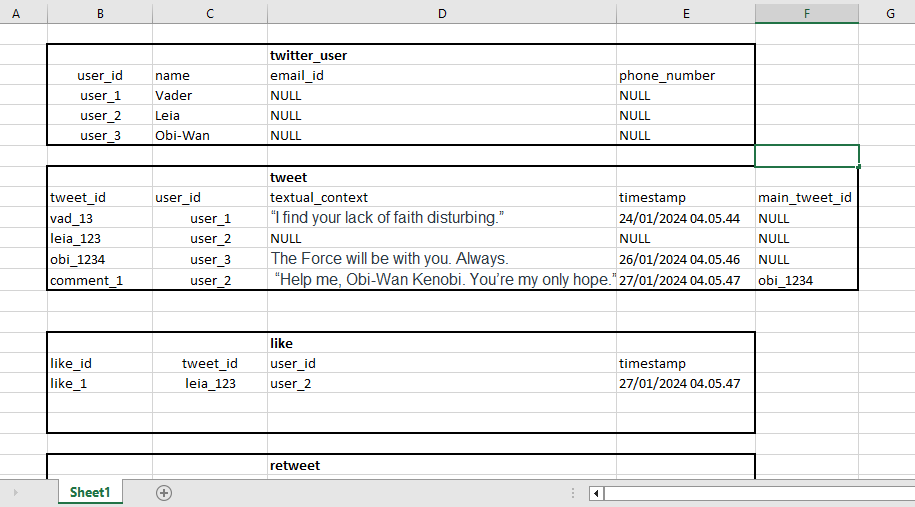 A B C D E F G
twitter_user
user_id name email_id phone_number
user_1 Vader NULL NULL
user_2 Leia NULL NULL
user_3 Obi-Wan NULL NULL
tweet
tweet_id user_id textual_context timestamp main_tweet_id
vad_13 user_1 “I find your lack of faith disturbing.” 24/01/2024 04.05.44 NULL
leia_123 user_2 NULL NULL NULL
obi_1234 user_3 The Force will be with you. Always. 26/01/2024 04.05.46 NULL
comment_1 user_2 “Help me, Obi-Wan Kenobi. You’re my only hope.” 27/01/2024 04.05.47 obi_1234
like
like_id tweet_id user_id timestamp
like_1 leia_123 user_2 27/01/2024 04.05.47
retweet
Sheet1